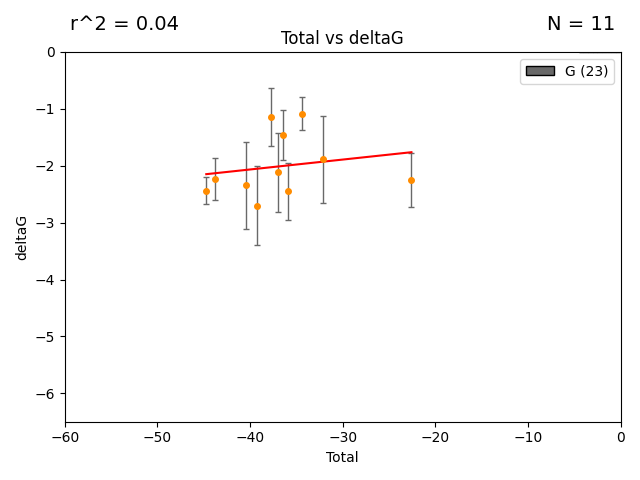 r^2 = 0.04
N = 11
Total vs deltaG
G (23)
deltaG
0
−1
−2
−3
−4
−5
−6
−60
−50
−40
−30
−20
−10
0
Total